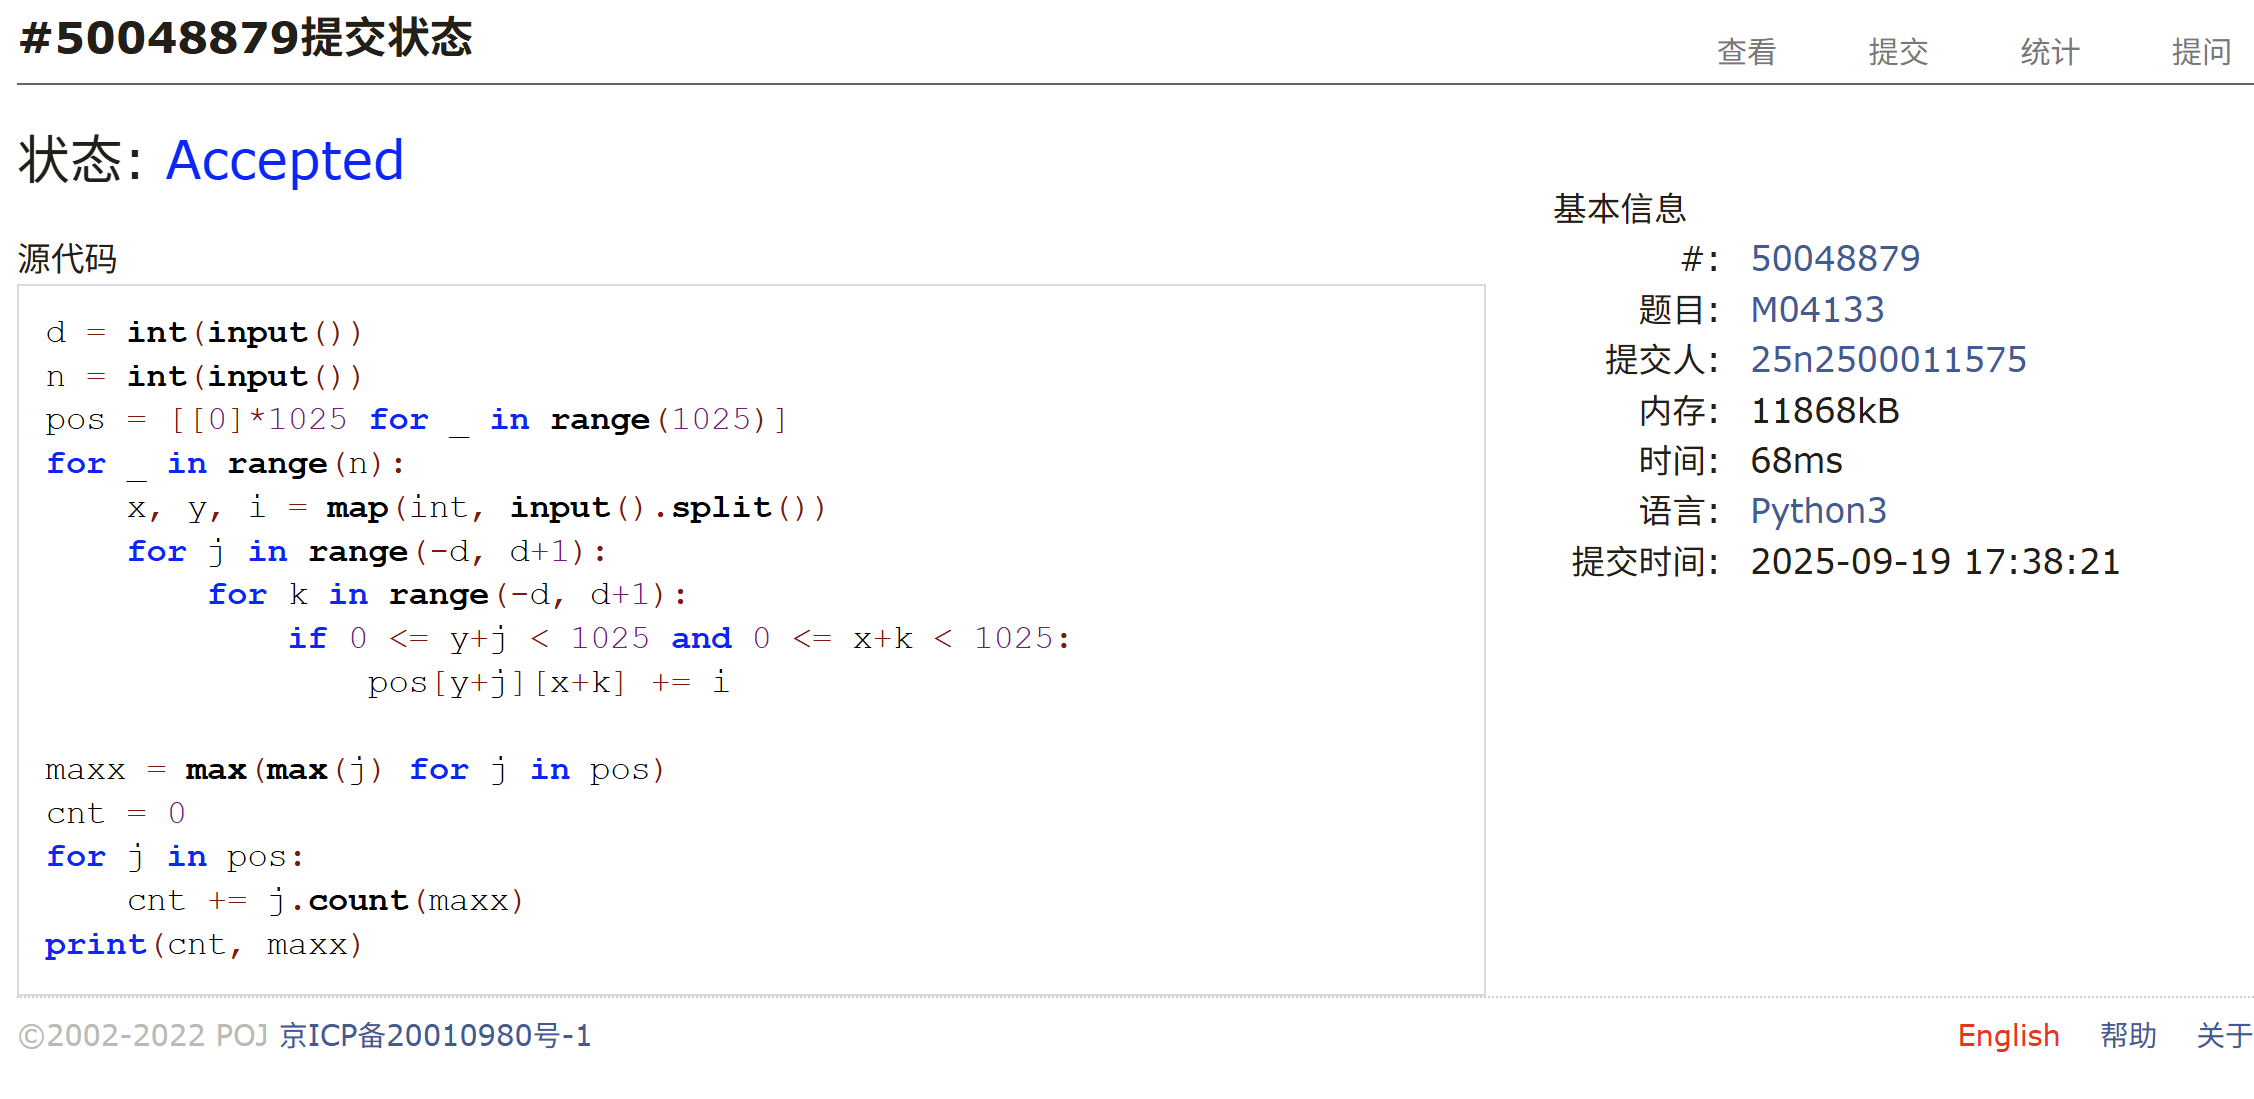 #50048879提交状态
查看 提交 统计 提问
状态: Accepted
源代码
d = int(input())
n = int(input())
pos = [[0]*1025 for _ in range(1025)]
for _ in range(n):
    x, y, i = map(int, input().split())
    for j in range(-d, d+1):
        for k in range(-d, d+1):
            if 0 <= y+j < 1025 and 0 <= x+k < 1025:
                pos[y+j][x+k] += i

maxx = max(max(j) for j in pos)
cnt = 0
for j in pos:
    cnt += j.count(maxx)
print(cnt, maxx)
基本信息
#: 50048879
题目: M04133
提交人: 25n2500011575
内存: 11868kB
时间: 68ms
语言: Python3
提交时间: 2025-09-19 17:38:21
©2002-2022 POJ 京ICP备20010980号-1
English 帮助 关于